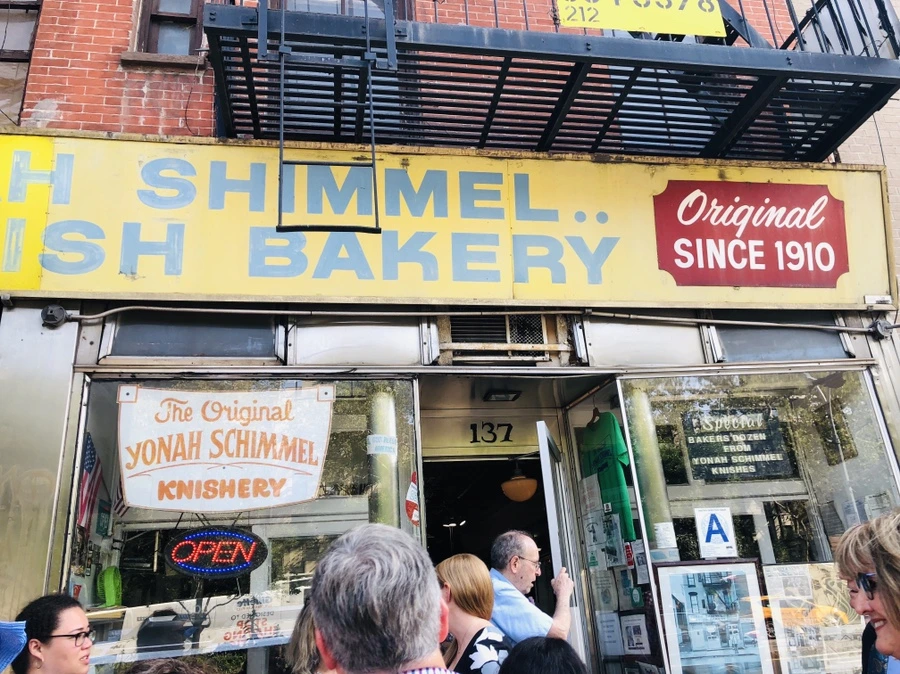 212
H SHIMMEL..
ISH BAKERY
Original
SINCE 1910
The Original
YONAH SCHIMMEL
KNISHERY
OPEN
137
Special
BAKERS DOZEN
FROM
YONAH SCHIMMEL
KNISHES
A